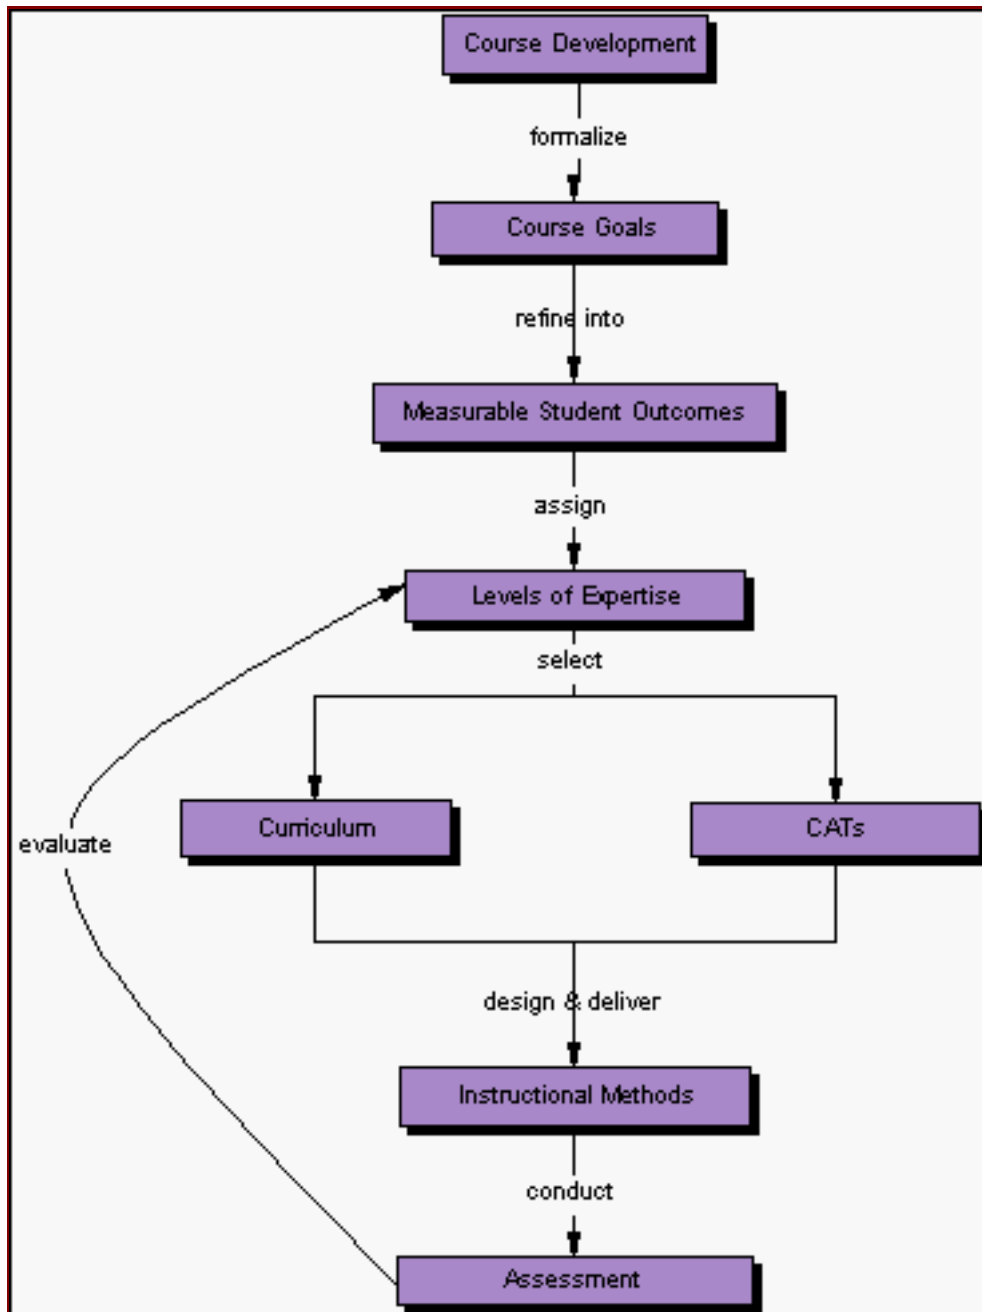 Course Development
formalize
Course Goals
refine into
Measurable Student Outcomes
assign
Levels of Expertise
select
Curriculum
CATs
evaluate
design & deliver
Instructional Methods
conduct
Assessment